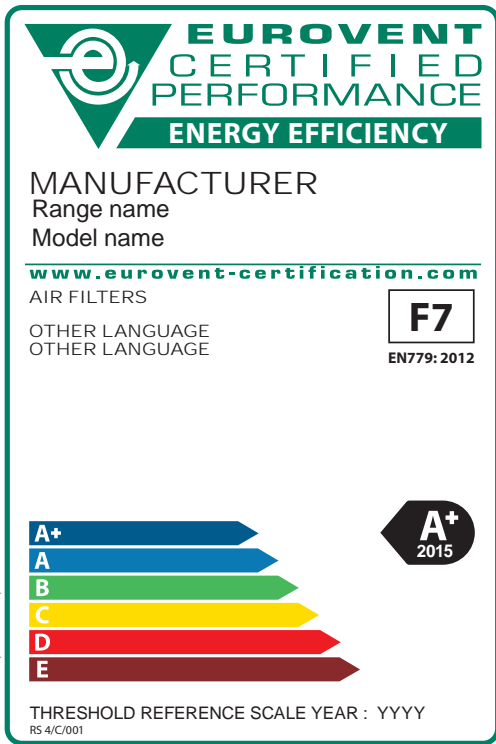 EUROVENT
CERTIFIED
PERFORMANCE
ENERGY EFFICIENCY
MANUFACTURER
Range name
Model name
www.eurovent-certification.com
AIR FILTERS
OTHER LANGUAGE
OTHER LANGUAGE
F7
EN779: 2012
A+
A
B
C
D
E
A+
2015
THRESHOLD REFERENCE SCALE YEAR : YYYY
RS 4/C/001